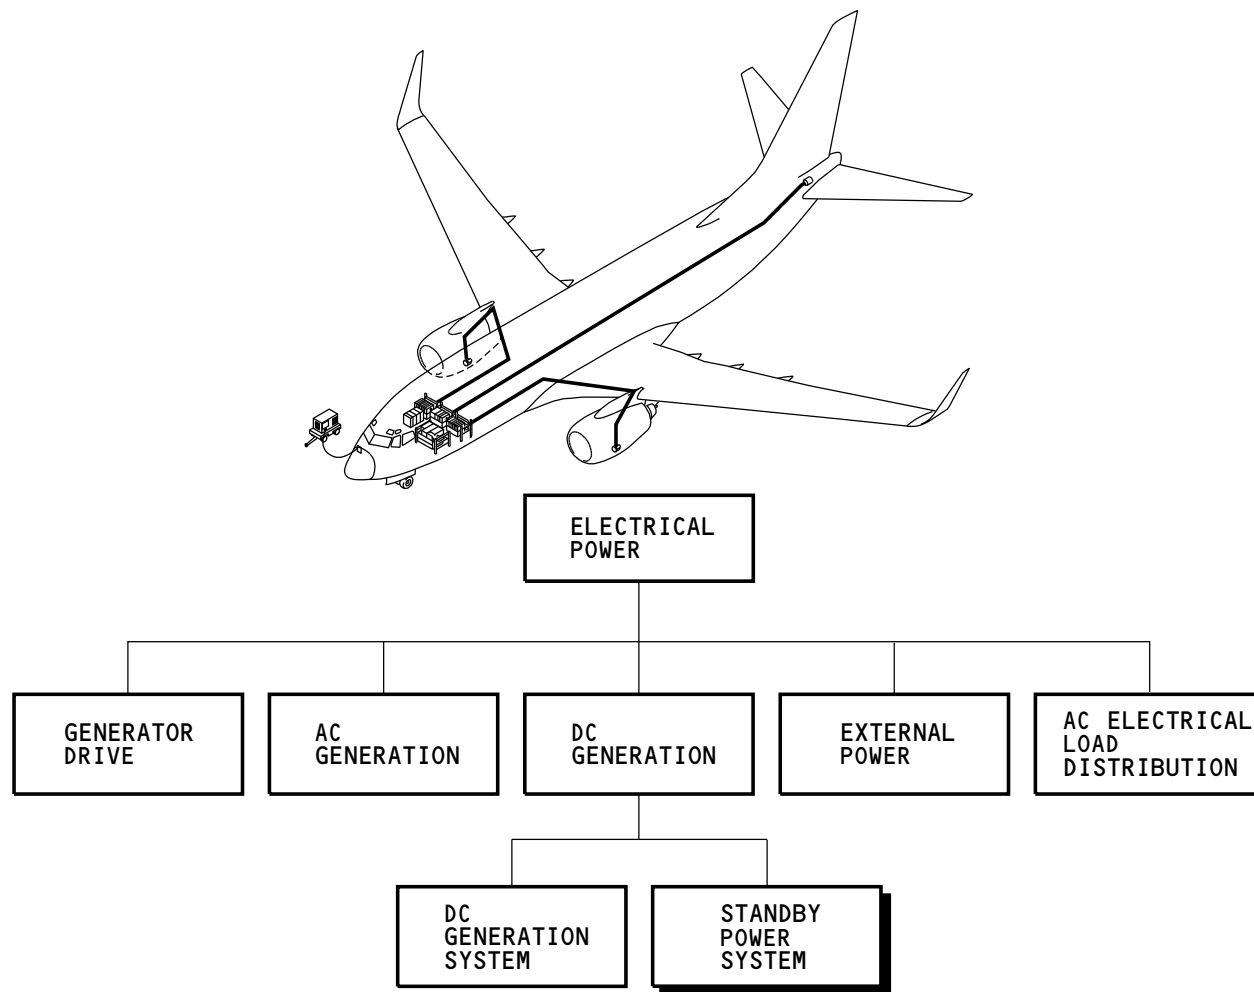 ELECTRICAL
POWER
GENERATOR
DRIVE
AC
GENERATION
DC
GENERATION
EXTERNAL
POWER
AC ELECTRICAL
LOAD
DISTRIBUTION
DC
GENERATION
SYSTEM
STANDBY
POWER
SYSTEM